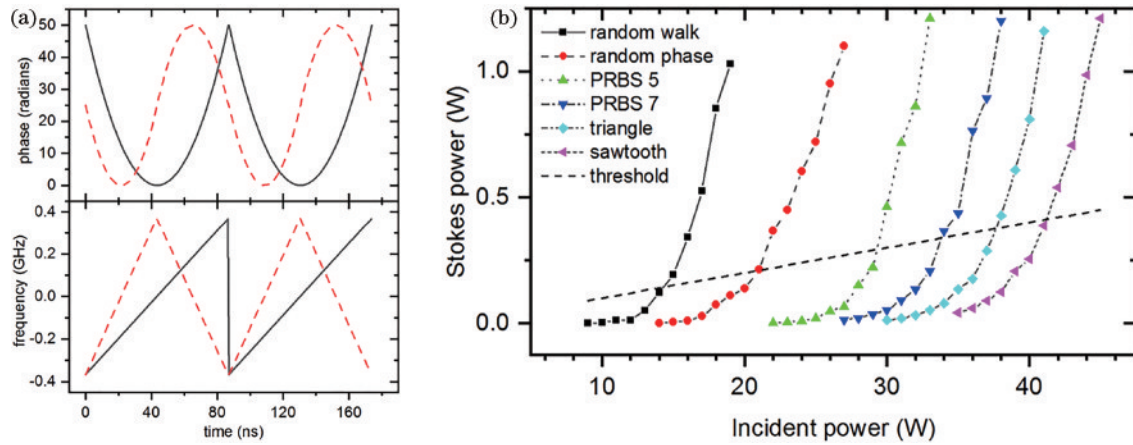 (a)
50
40
30
20
10
0
phase (radians)
0.4
0.2
0.0
-0.2
-0.4
frequency (GHz)
0 40 80 120 160
time (ns)
(b)
random walk
random phase
PRBS 5
PRBS 7
triangle
sawtooth
threshold
1.0
0.5
0.0
Stokes power (W)
10 20 30 40
Incident power (W)